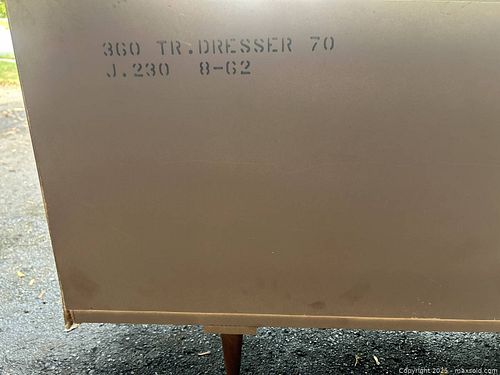 360 TR.DRESSER 70
J.230 8-62
Copyright 2025 - maxsold.com